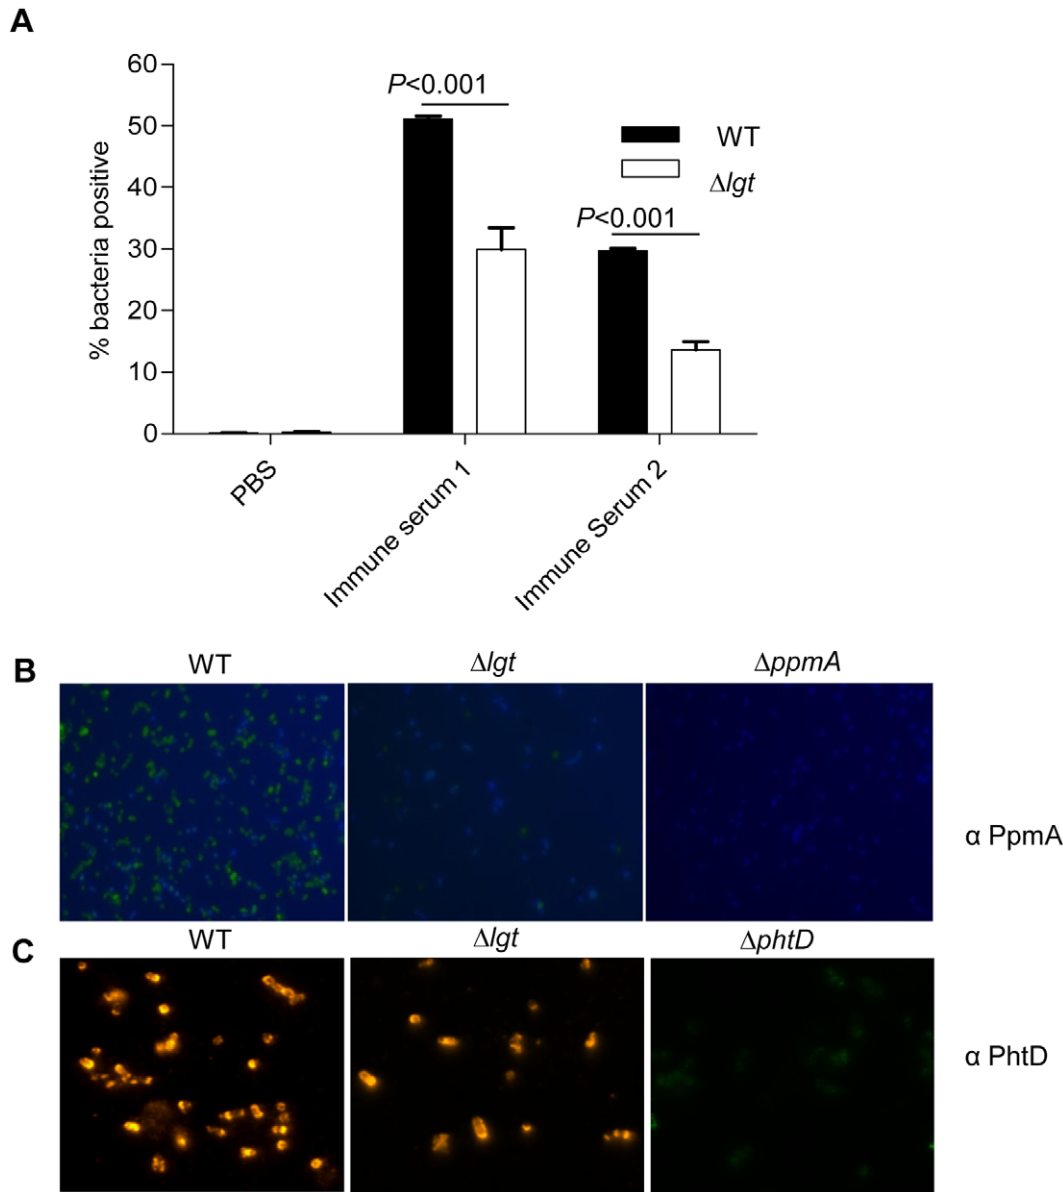 A
60
50
40
30
20
10
0
% bacteria positive
P<0.001
P<0.001
WT
Δlgt
PBS
Immune serum 1
Immune Serum 2
B
WT
Δlgt
ΔppmA
α PpmA
C
WT
Δlgt
ΔphtD
α PhtD